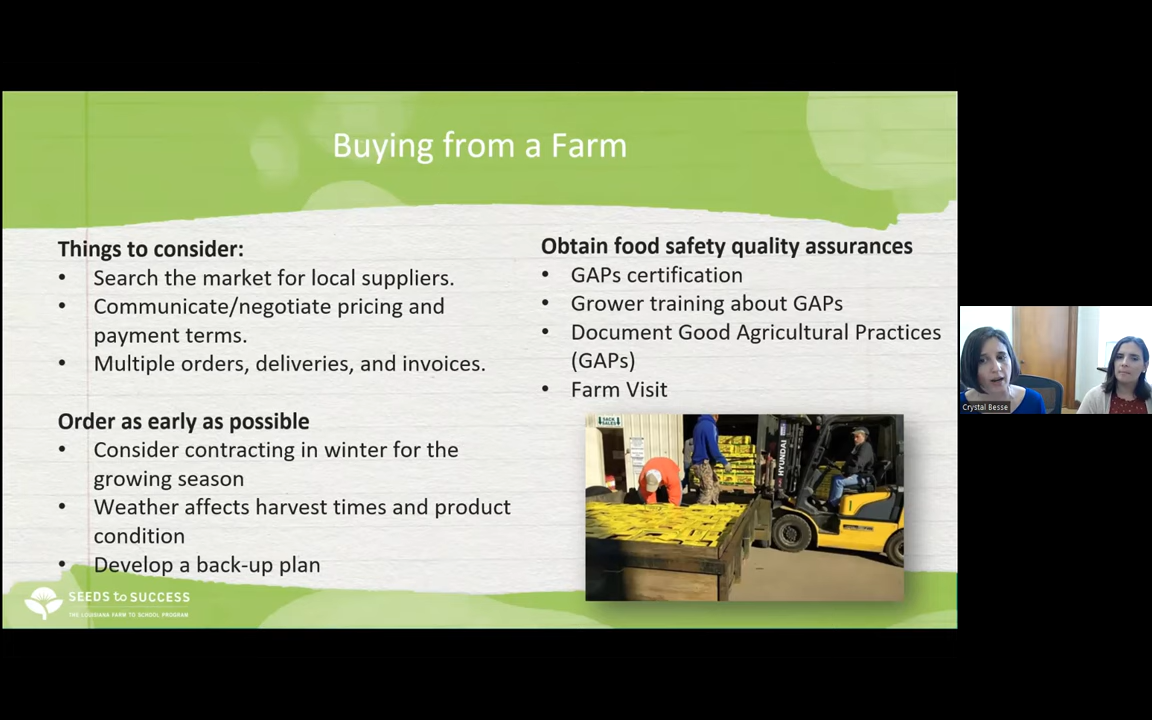 Buying from a Farm
Things to consider:
• Search the market for local suppliers.
• Communicate/negotiate pricing and
payment terms.
• Multiple orders, deliveries, and invoices.
Order as early as possible
• Consider contracting in winter for the
growing season
• Weather affects harvest times and product
condition
• Develop a back-up plan
Obtain food safety quality assurances
• GAPs certification
• Grower training about GAPs
• Document Good Agricultural Practices
(GAPs)
• Farm Visit
SACK
SALES
HYUNDAI
SEEDS to SUCCESS
THE LOUISIANA FARM TO SCHOOL PROGRAM
Crystal Besse